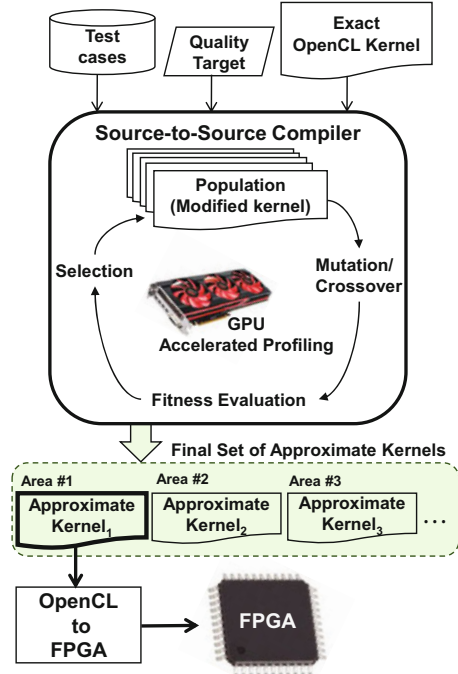 Test
cases
Quality
Target
Exact
OpenCL Kernel
Source-to-Source Compiler
Population
(Modified kernel)
Selection
Mutation/
Crossover
GPU
Accelerated Profiling
Fitness Evaluation
Final Set of Approximate Kernels
Area #1
Area #2
Area #3
Approximate
Kernel1
Approximate
Kernel2
Approximate
Kernel3
...
OpenCL
to
FPGA
FPGA